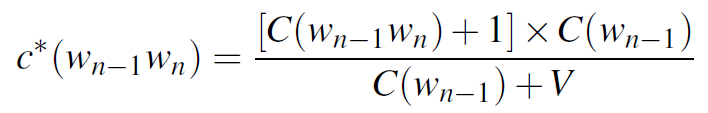 c*(wₙ₋₁wₙ) = [C(wₙ₋₁wₙ) + 1] × C(wₙ₋₁) / C(wₙ₋₁) + V